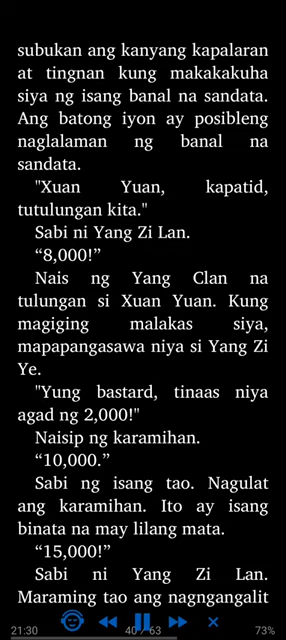 subukan ang kanyang kapalaran
at tingnan kung makakakuha
siya ng isang banal na sandata.
Ang batong iyon ay posibleng
naglalaman ng banal na
sandata.
"Xuan Yuan, kapatid,
tutulungan kita."
Sabi ni Yang Zi Lan.
“8,000!”
Nais ng Yang Clan na
tulungan si Xuan Yuan. Kung
magiging malakas siya,
mapapangasawa niya si Yang Zi
Ye.
"Yung bastard, tinaas niya
agad ng 2,000!"
Naisip ng karamihan.
“10,000.”
Sabi ng isang tao. Nagulat
ang karamihan. Ito ay isang
binata na may lilang mata.
“15,000!”
Sabi ni Yang Zi Lan.
Maraming tao ang nagngangalit
21:30 40 / 63 73%